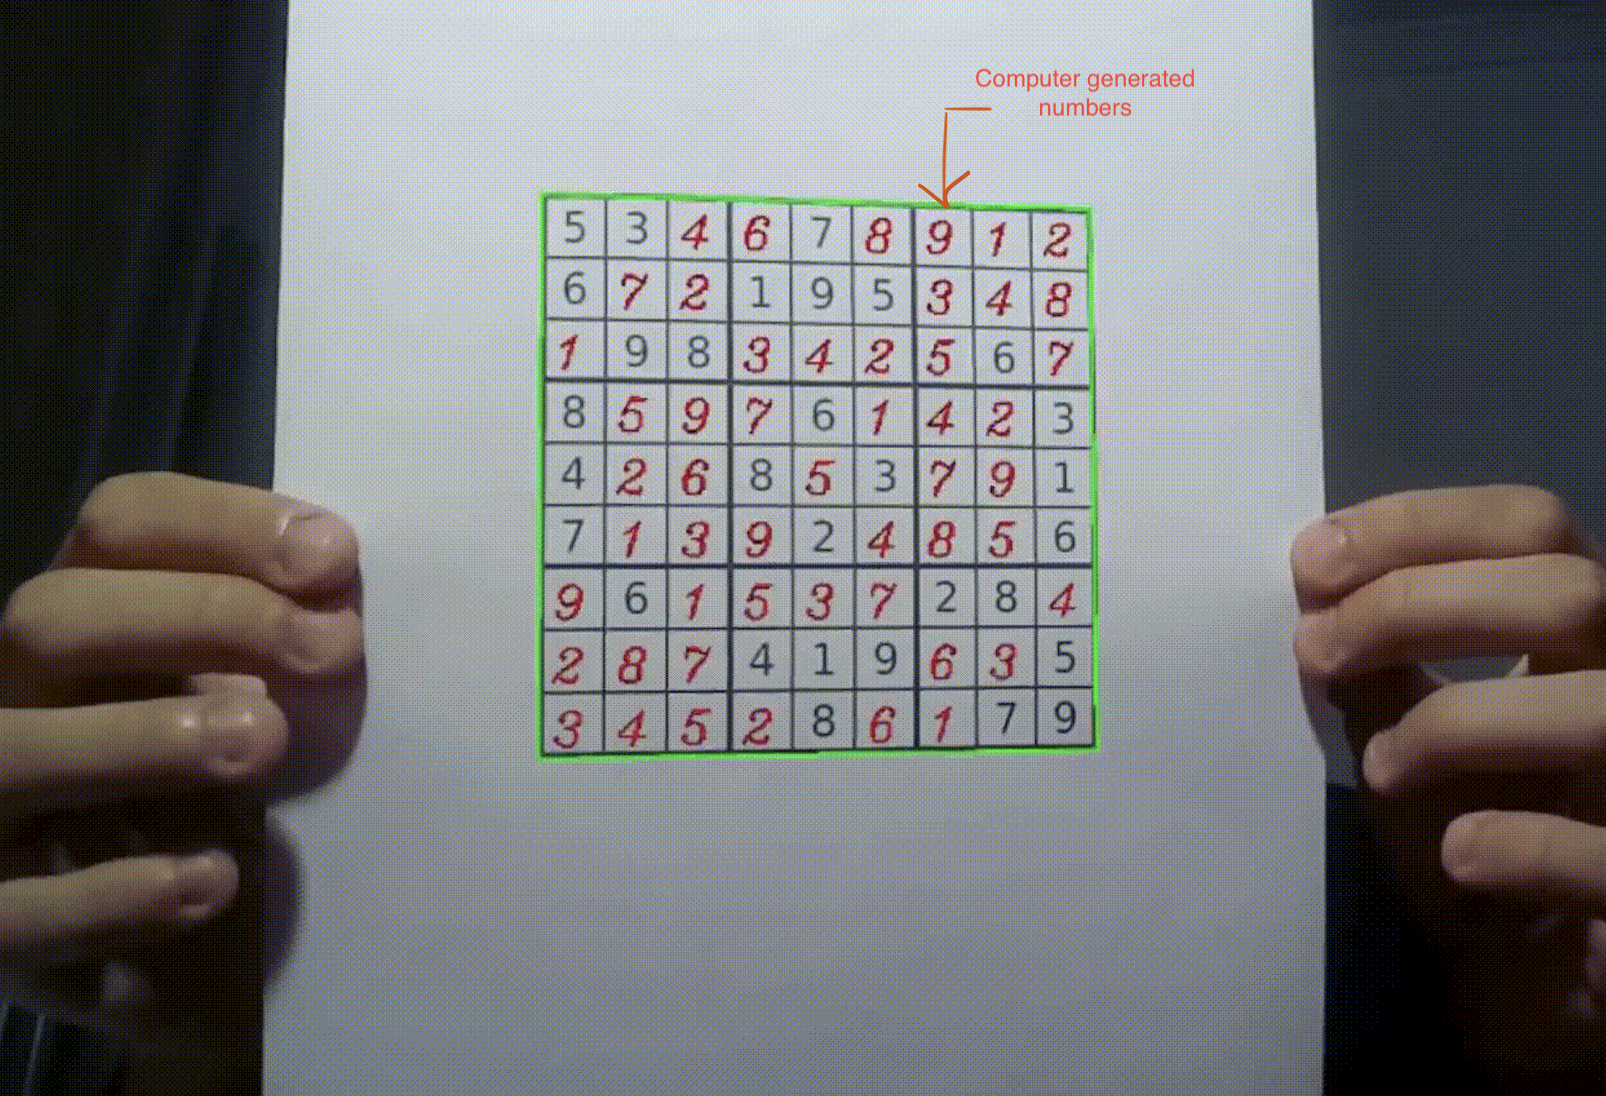 Computer generated
numbers
5 3 4 6 7 8 9 1 2
6 7 2 1 9 5 3 4 8
1 9 8 3 4 2 5 6 7
8 5 9 7 6 1 4 2 3
4 2 6 8 5 3 7 9 1
7 1 3 9 2 4 8 5 6
9 6 1 5 3 7 2 8 4
2 8 7 4 1 9 6 3 5
3 4 5 2 8 6 1 7 9